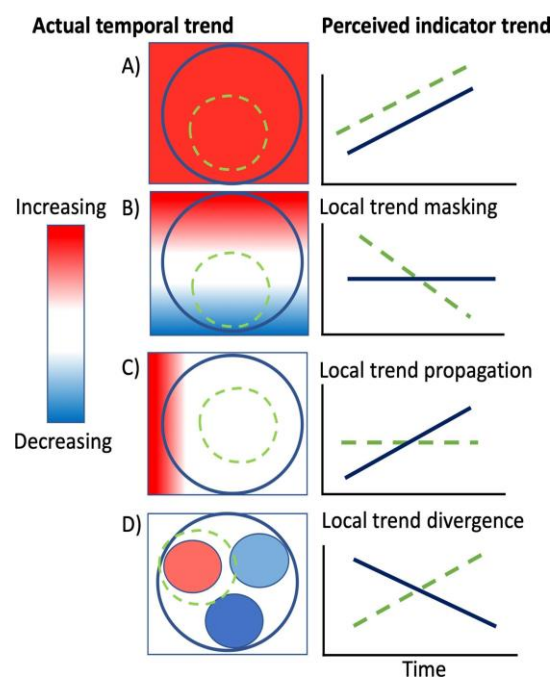 Actual temporal trend
Perceived indicator trend
A)
Increasing
Decreasing
B)
Local trend masking
C)
Local trend propagation
D)
Local trend divergence
Time